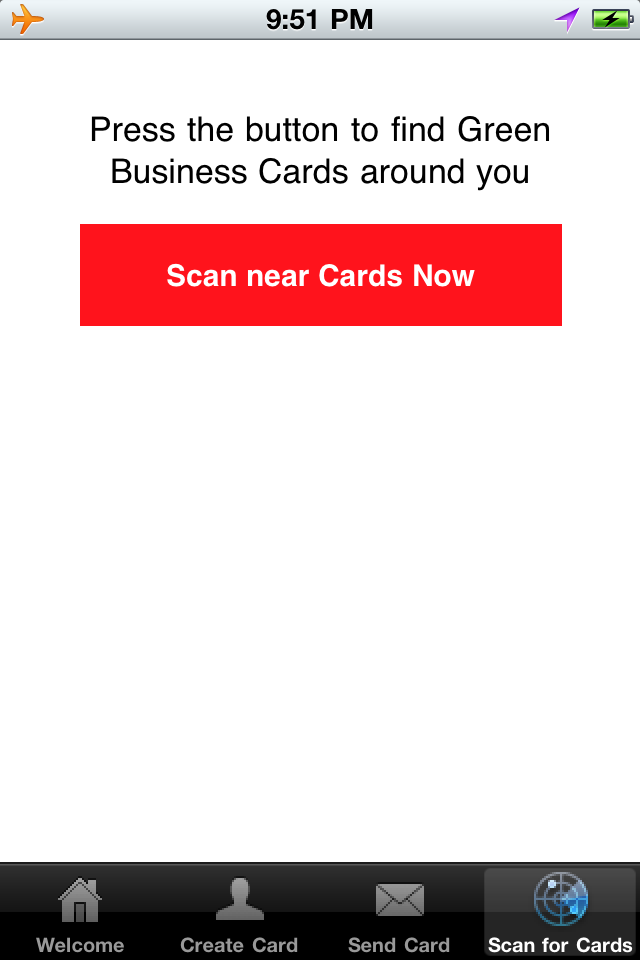 9:51 PM
Press the button to find Green
Business Cards around you
Scan near Cards Now
Welcome
Create Card
Send Card
Scan for Cards